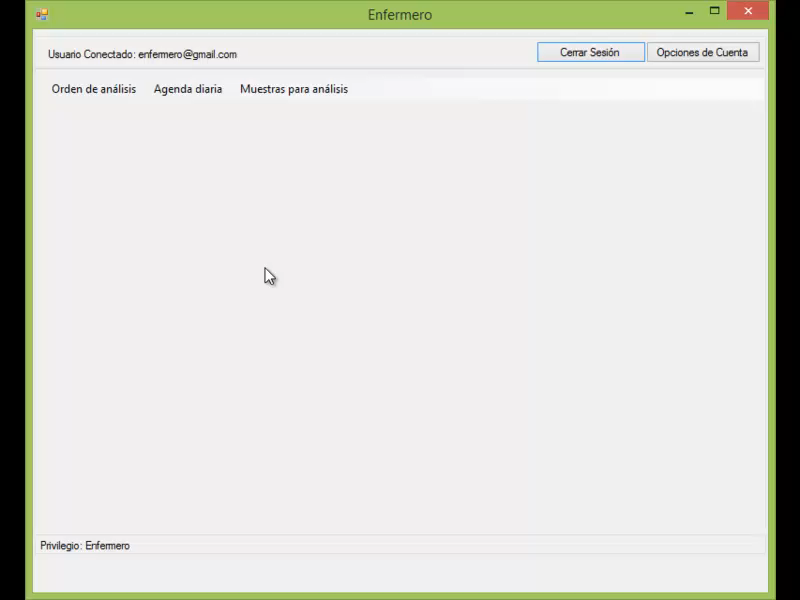 Enfermero
Usuario Conectado: enfermero@gmail.com
Cerrar Sesión
Opciones de Cuenta
Orden de análisis Agenda diaria Muestras para análisis
Privilegio: Enfermero